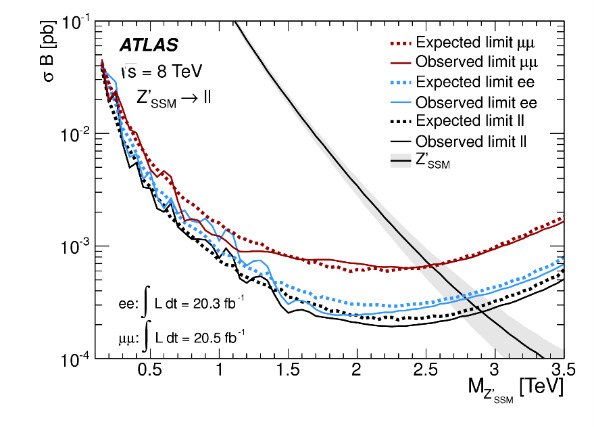 σ B [pb]
10⁻¹
10⁻²
10⁻³
10⁻⁴
ATLAS
√s = 8 TeV
Z'SSM → ll
Expected limit μμ
Observed limit μμ
Expected limit ee
Observed limit ee
Expected limit ll
Observed limit ll
Z'SSM
ee: ∫ L dt = 20.3 fb⁻¹
μμ: ∫ L dt = 20.5 fb⁻¹
0.5 1 1.5 2 2.5 3 3.5
MZ'SSM [TeV]